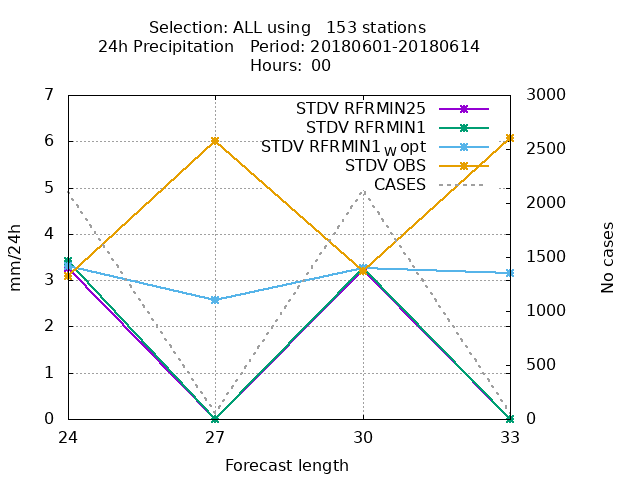 Selection: ALL using   153 stations
24h Precipitation   Period: 20180601-20180614
Hours:  00
STDV RFRMIN25
STDV RFRMIN1
STDV RFRMIN1wopt
STDV OBS
CASES
7
6
5
4
3
2
1
0
mm/24h
3000
2500
2000
1500
1000
500
0
No cases
24 27 30 33
Forecast length